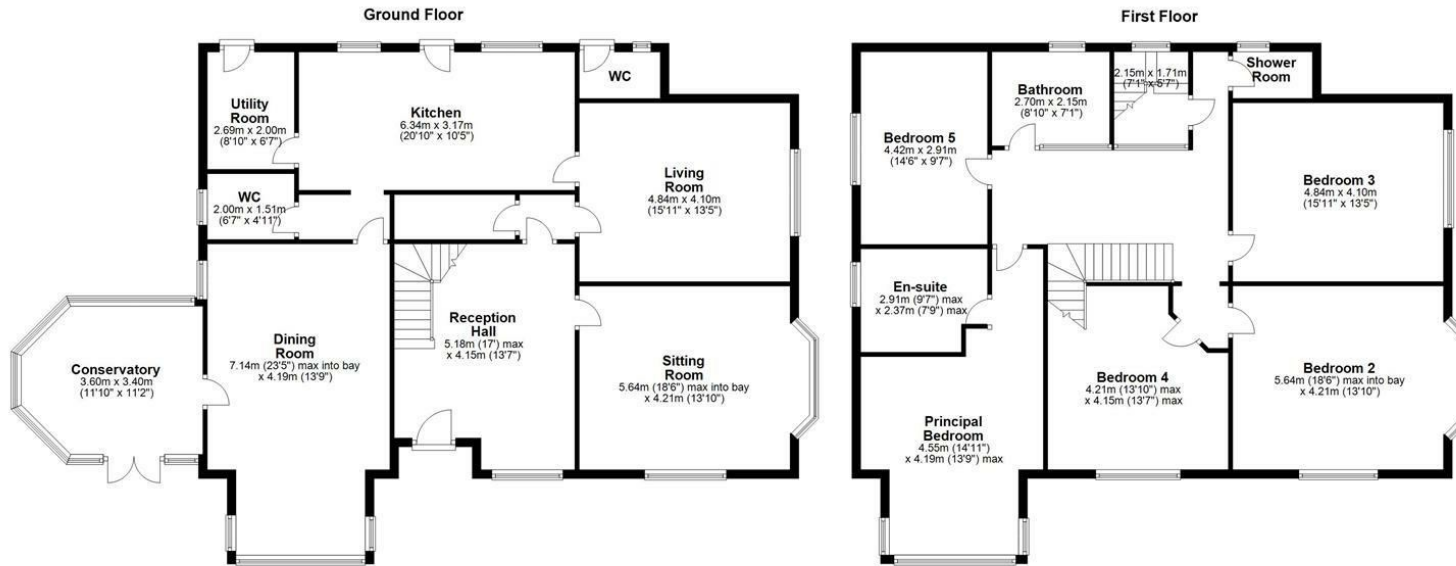 Ground Floor
Utility
Room
2.69m x 2.00m
(8'10" x 6'7")
Kitchen
6.34m x 3.17m
(20'10" x 10'5")
WC
WC
2.00m x 1.51m
(6'7" x 4'11")
Living
Room
4.84m x 4.10m
(15'11" x 13'5")
Conservatory
3.60m x 3.40m
(11'10" x 11'2")
Dining
Room
7.14m (23'5") max into bay
x 4.19m (13'9")
Reception
Hall
5.18m (17') max
x 4.15m (13'7")
Sitting
Room
5.64m (18'6") max into bay
x 4.21m (13'10")
First Floor
Bedroom 5
4.42m x 2.91m
(14'6" x 9'7")
Bathroom
2.70m x 2.15m
(8'10" x 7'1")
2.15m x 1.71m
(7'1" x 5'7")
Shower
Room
Bedroom 3
4.84m x 4.10m
(15'11" x 13'5")
En-suite
2.91m (9'7") max
x 2.37m (7'9") max
Principal
Bedroom
4.55m (14'11")
x 4.19m (13'9") max
Bedroom 4
4.21m (13'10") max
x 4.15m (13'7") max
Bedroom 2
5.64m (18'6") max into bay
x 4.21m (13'10")